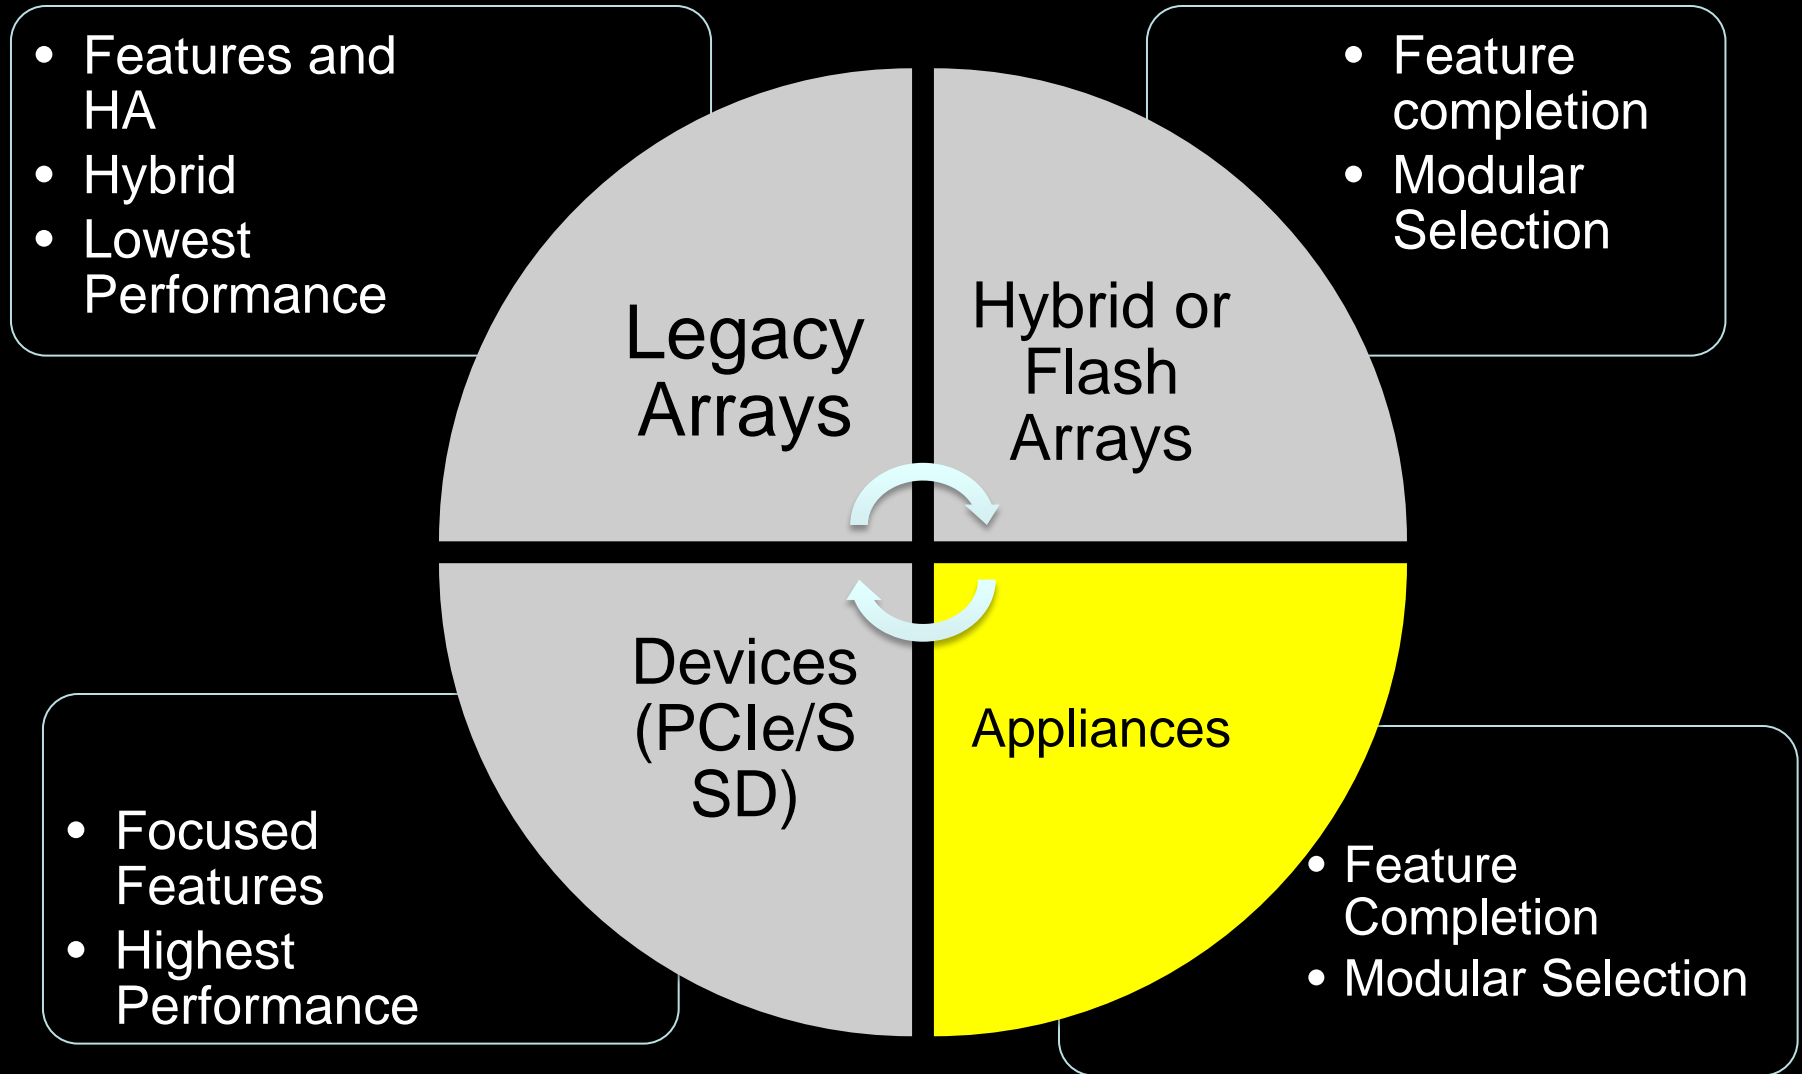 • Features and
HA
• Hybrid
• Lowest
Performance
• Feature
completion
• Modular
Selection
Legacy
Arrays
Hybrid or
Flash
Arrays
Devices
(PCIe/S
SD)
Appliances
• Focused
Features
• Highest
Performance
• Feature
Completion
• Modular Selection